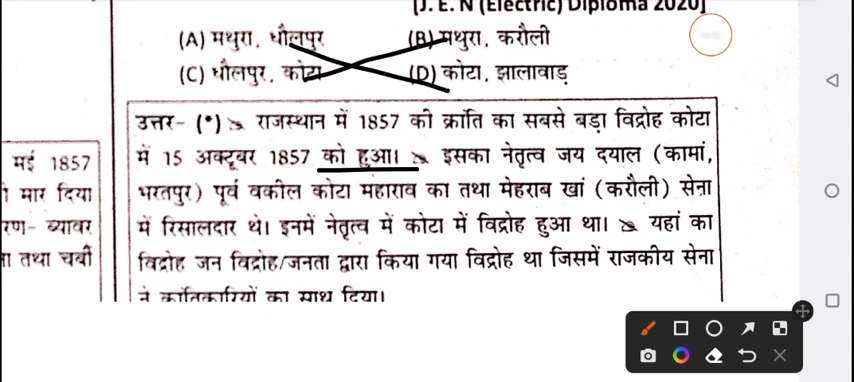 [J. E. N (Electric) Diploma 2020]
(A) मथुरा, धौलपुर (B) मथुरा, करौली
(C) धौलपुर, कोटा (D) कोटा, झालावाड़
उत्तर- (*) राजस्थान में 1857 की क्रांति का सबसे बड़ा विद्रोह कोटा
मई 1857 में 15 अक्टूबर 1857 को हुआ। इसका नेतृत्व जय दयाल (कामां,
मार दिया भरतपुर) पूर्व वकील कोटा महाराव का तथा मेहराब खां (करौली) सेना
रण- ब्यावर में रिसालदार थे। इनमें नेतृत्व में कोटा में विद्रोह हुआ था। यहां का
तथा चर्बी विद्रोह जन विद्रोह/जनता द्वारा किया गया विद्रोह था जिसमें राजकीय सेना
ने क्रांतिकारियों का साथ दिया।